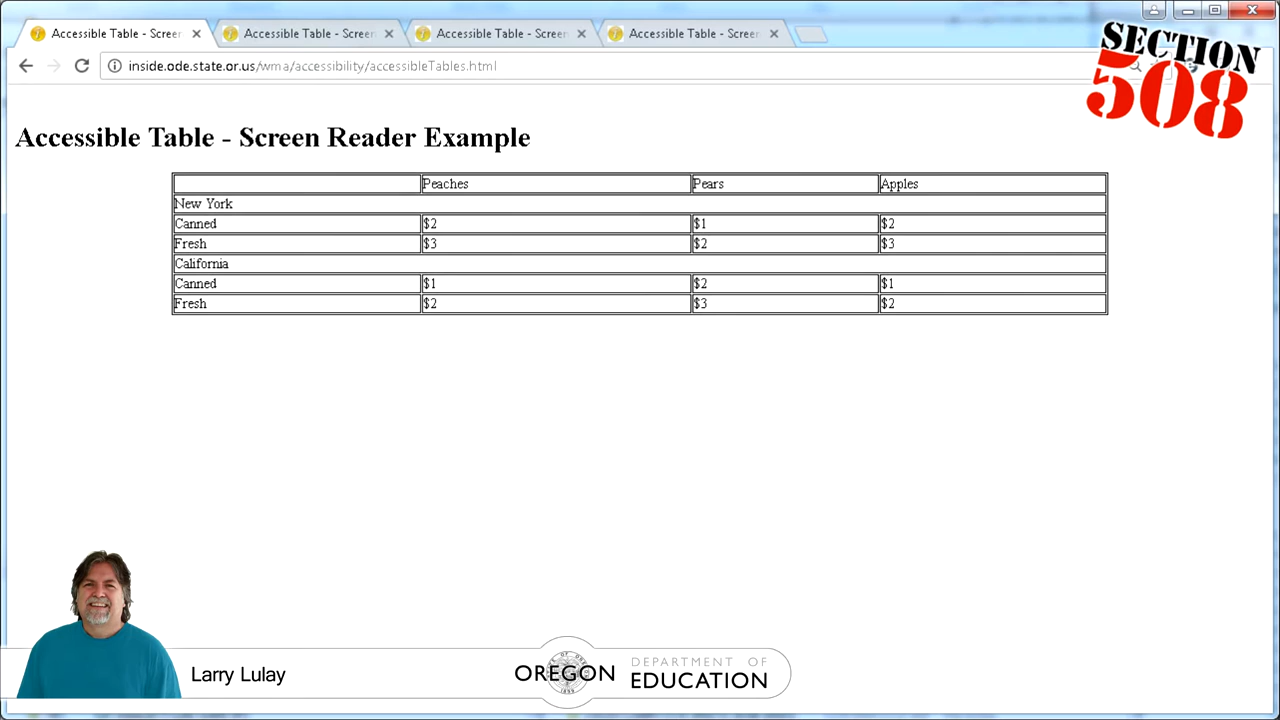 Accessible Table - Screen
Accessible Table - Screen
Accessible Table - Screen
Accessible Table - Screen
inside.ode.state.or.us/wma/accessibility/accessibleTables.html
SECTION
508
Accessible Table - Screen Reader Example
Peaches Pears Apples
New York
Canned $2 $1 $2
Fresh $3 $2 $3
California
Canned $1 $2 $1
Fresh $2 $3 $2
Larry Lulay
OREGON
1859
DEPARTMENT OF
EDUCATION